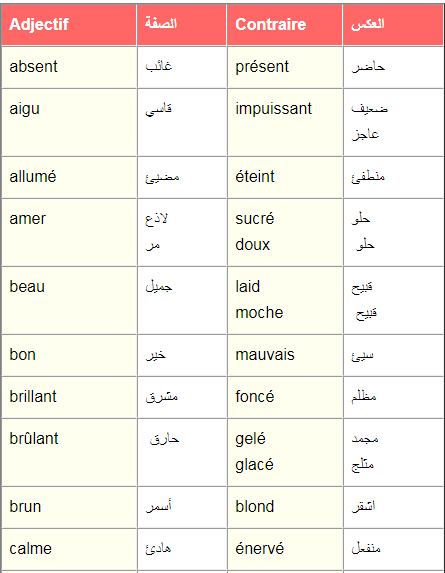 Adjectif الصفة Contraire العكس
absent غائب présent حاضر
aigu قاسي impuissant ضعيف
عاجز
allumé مضيئ éteint منطفئ
amer لاذع sucré حلو
مر doux حلو
beau جميل laid قبيح
moche قبيح
bon خير mauvais سيئ
brillant مشرق foncé مظلم
brûlant حارق gelé مجمد
glacé مثلج
brun أسمر blond اشقر
calme هادئ énervé منفعل